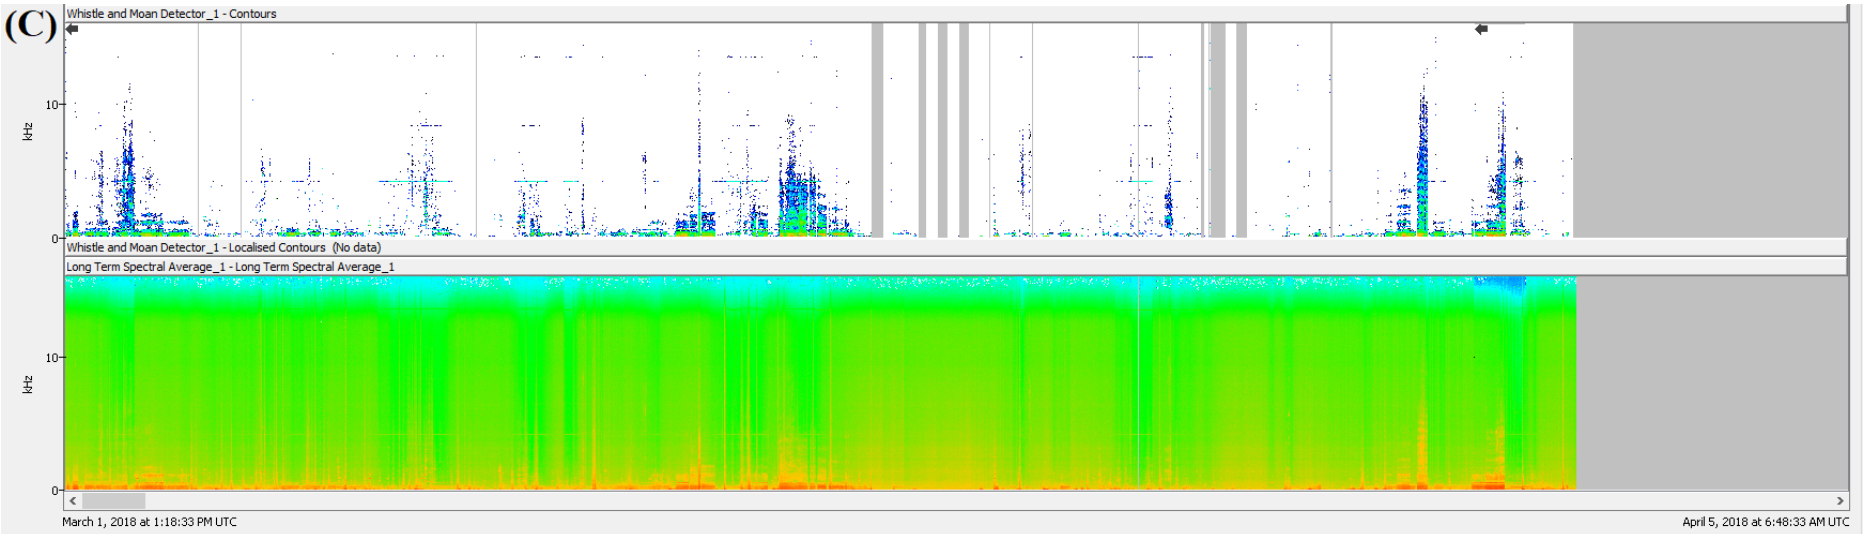 (C)
Whistle and Moan Detector_1 - Contours
10
kHz
0
Whistle and Moan Detector_1 - Localised Contours (No data)
Long Term Spectral Average_1 - Long Term Spectral Average_1
10
kHz
0
March 1, 2018 at 1:18:33 PM UTC
April 5, 2018 at 6:48:33 AM UTC